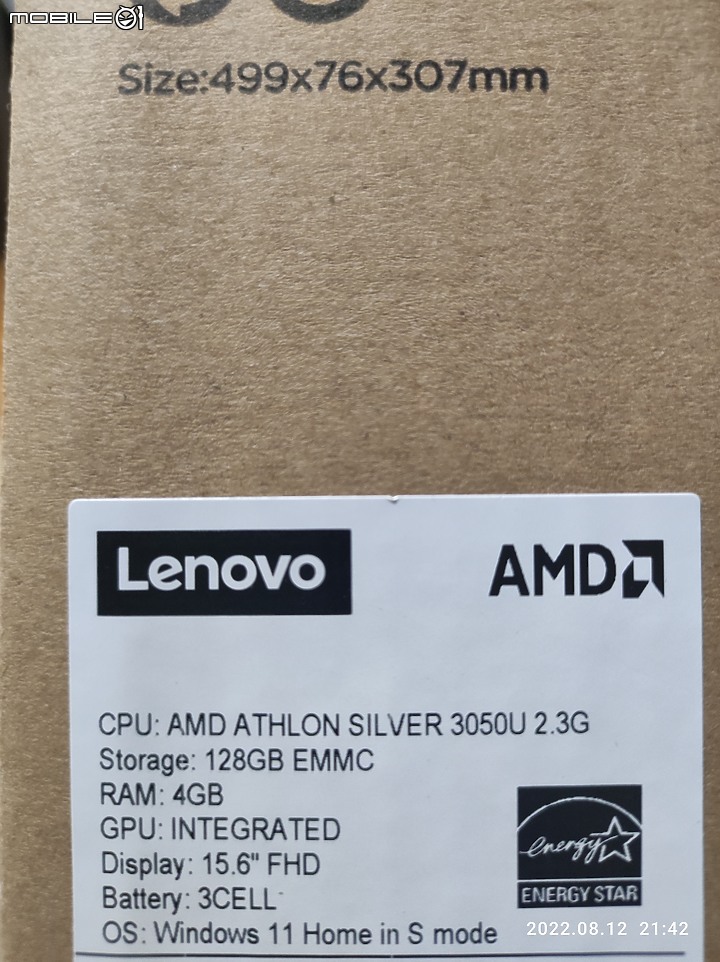 MOBILE01
Size:499x76x307mm
Lenovo
AMD
CPU: AMD ATHLON SILVER 3050U 2.3G
Storage: 128GB EMMC
RAM: 4GB
GPU: INTEGRATED
Display: 15.6" FHD
Battery: 3CELL
OS: Windows 11 Home in S mode
energy
ENERGY STAR
2022.08.12 21:42